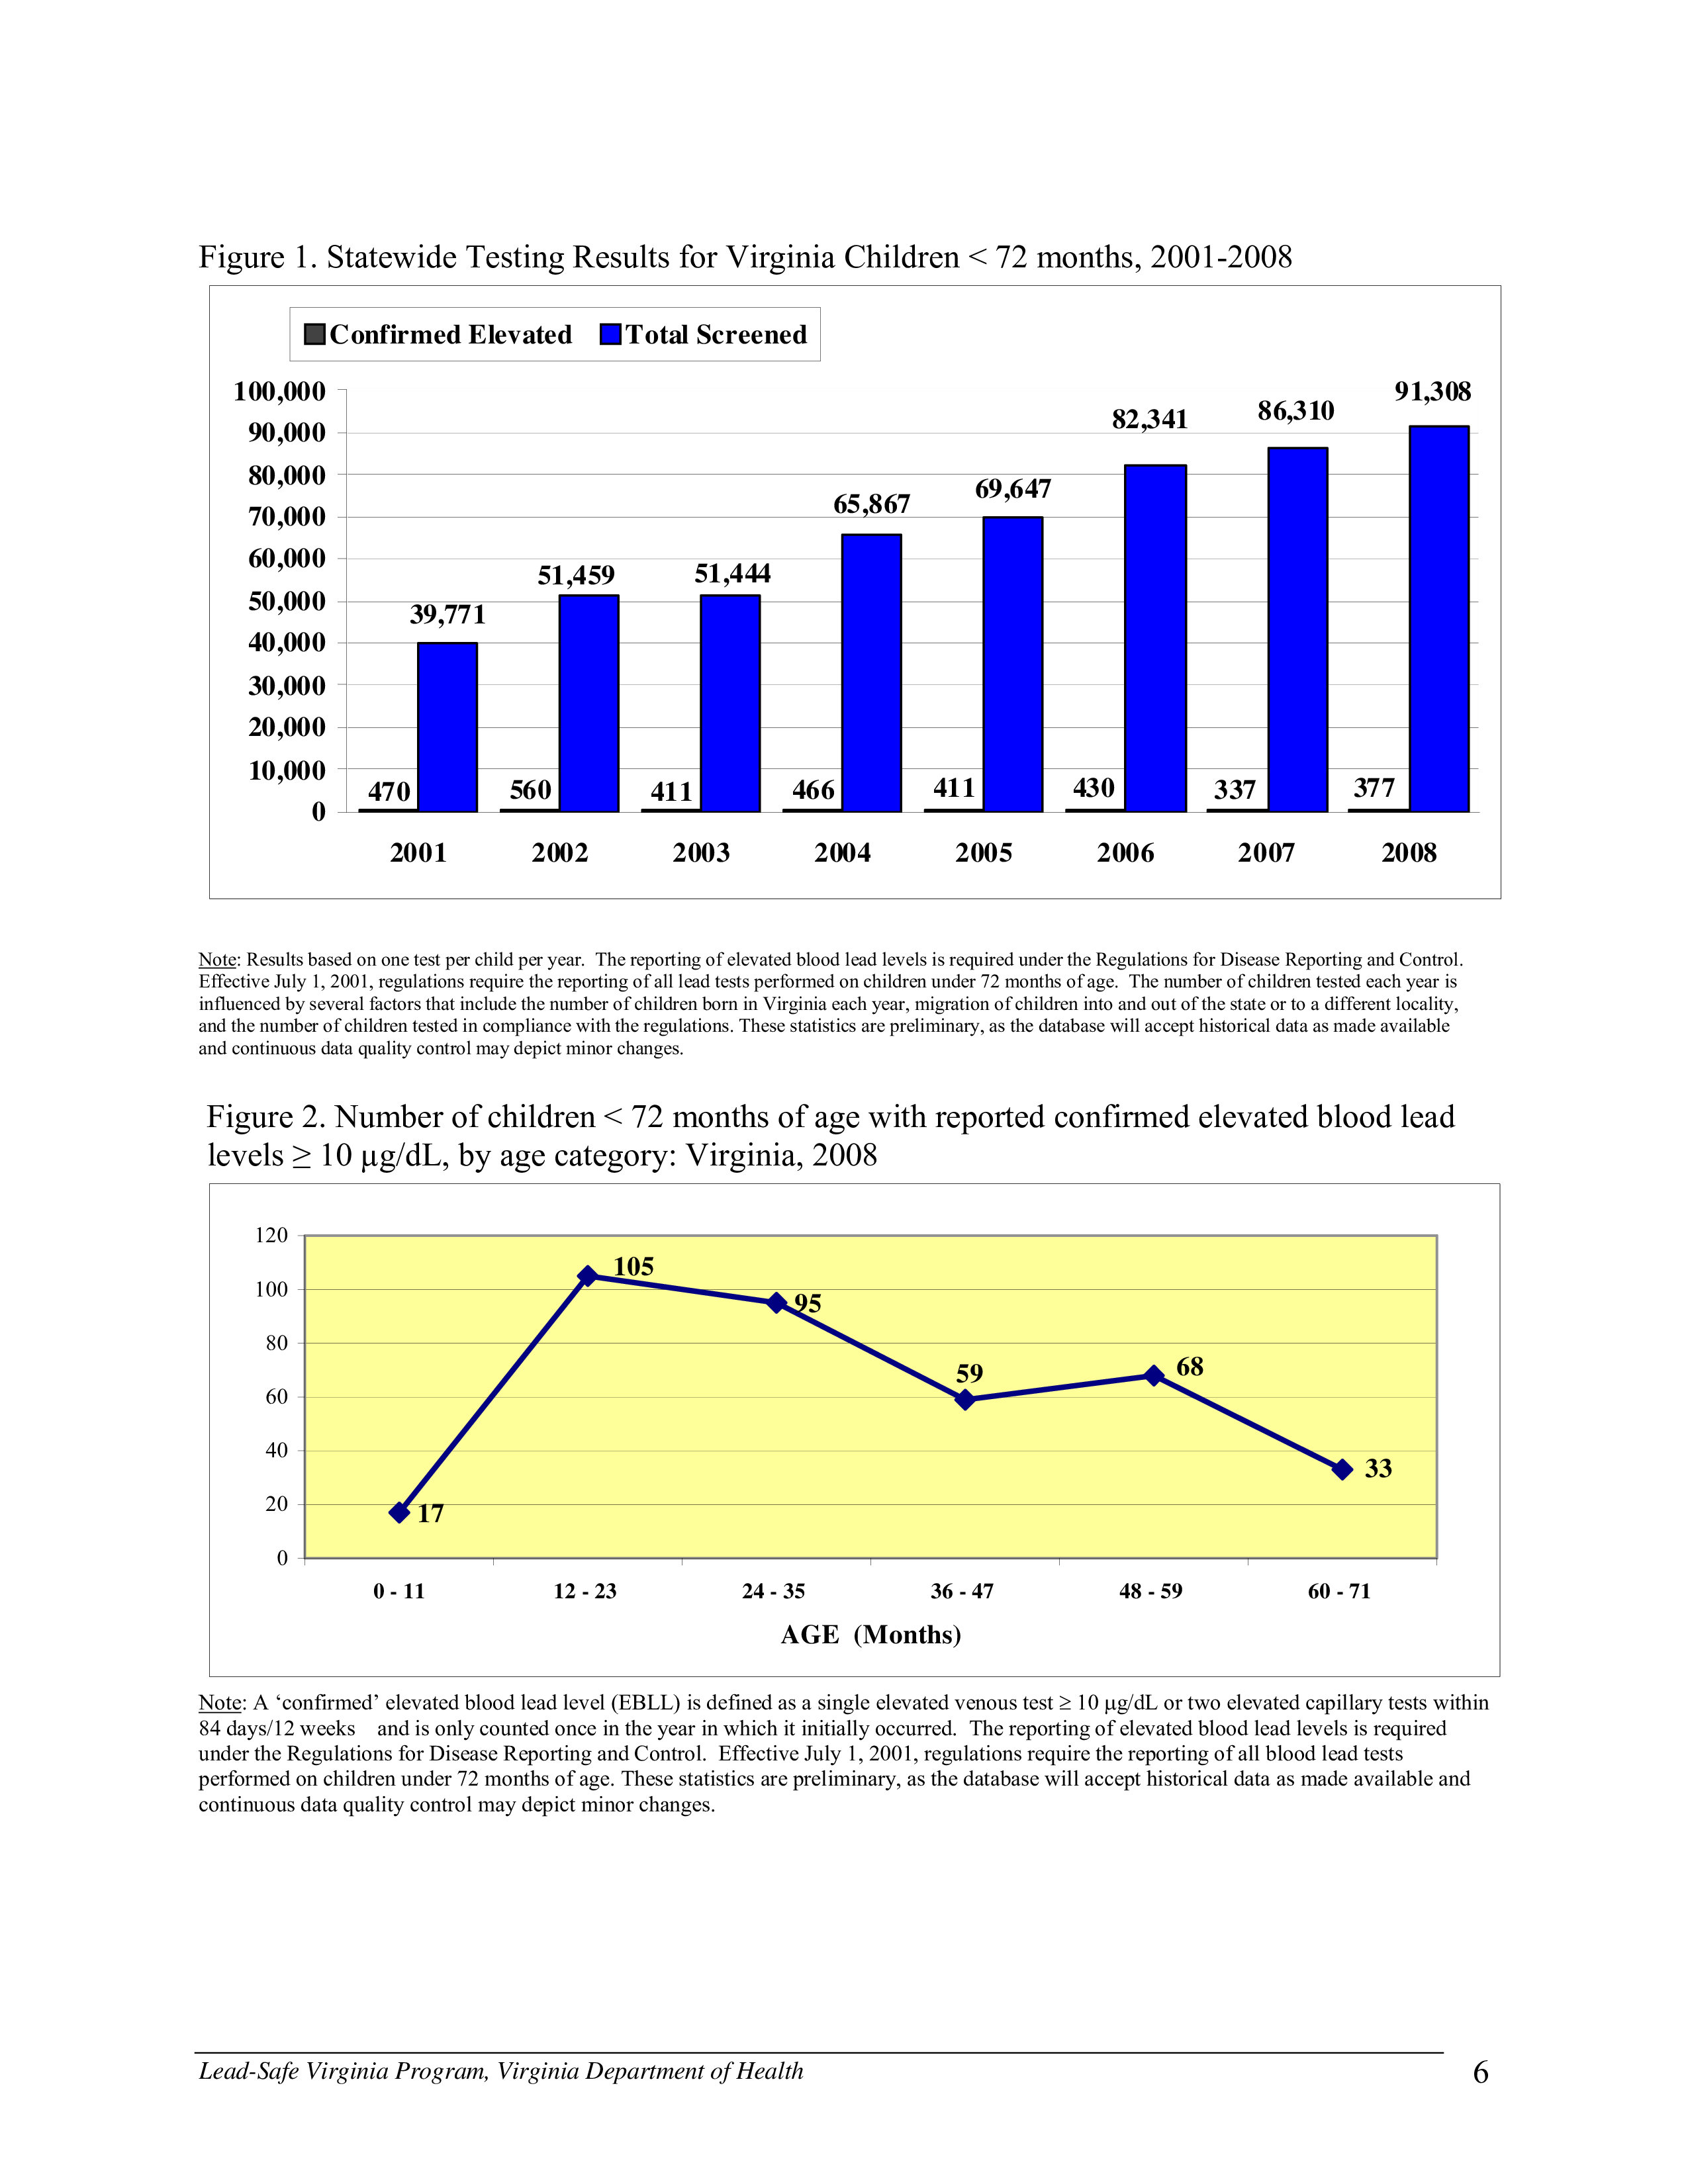 Figure 1. Statewide Testing Results for Virginia Children < 72 months, 2001-2008
Confirmed Elevated Total Screened
100,000
90,000
80,000
70,000
60,000
50,000
40,000
30,000
20,000
10,000
0
470 39,771
560 51,459
411 51,444
466 65,867
411 69,647
430 82,341
337 86,310
377 91,308
2001 2002 2003 2004 2005 2006 2007 2008
Note: Results based on one test per child per year. The reporting of elevated blood lead levels is required under the Regulations for Disease Reporting and Control.
Effective July 1, 2001, regulations require the reporting of all lead tests performed on children under 72 months of age. The number of children tested each year is
influenced by several factors that include the number of children born in Virginia each year, migration of children into and out of the state or to a different locality,
and the number of children tested in compliance with the regulations. These statistics are preliminary, as the database will accept historical data as made available
and continuous data quality control may depict minor changes.
Figure 2. Number of children < 72 months of age with reported confirmed elevated blood lead
levels ≥ 10 µg/dL, by age category: Virginia, 2008
120
100
80
60
40
20
0
17 105 95 59 68 33
0 - 11 12 - 23 24 - 35 36 - 47 48 - 59 60 - 71
AGE (Months)
Note: A ‘confirmed’ elevated blood lead level (EBLL) is defined as a single elevated venous test ≥ 10 µg/dL or two elevated capillary tests within
84 days/12 weeks and is only counted once in the year in which it initially occurred. The reporting of elevated blood lead levels is required
under the Regulations for Disease Reporting and Control. Effective July 1, 2001, regulations require the reporting of all blood lead tests
performed on children under 72 months of age. These statistics are preliminary, as the database will accept historical data as made available and
continuous data quality control may depict minor changes.
Lead-Safe Virginia Program, Virginia Department of Health 6